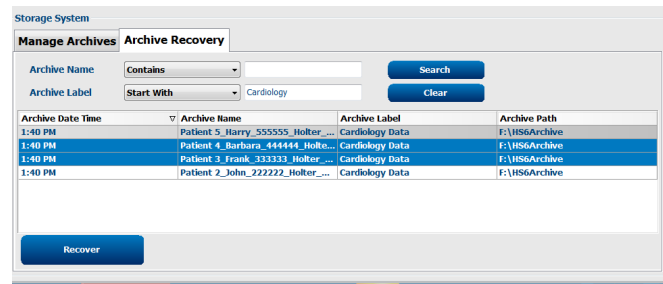 Storage System
Manage Archives Archive Recovery
Archive Name Contains Search
Archive Label Start With Cardiology Clear
Archive Date Time Archive Name Archive Label Archive Path
1:40 PM Patient 5_Harry_555555_Holter_... Cardiology Data F:\HS6Archive
1:40 PM Patient 4_Barbara_444444_Holte... Cardiology Data F:\HS6Archive
1:40 PM Patient 3_Frank_333333_Holter_... Cardiology Data F:\HS6Archive
1:40 PM Patient 2_John_222222_Holter_... Cardiology Data F:\HS6Archive
Recover